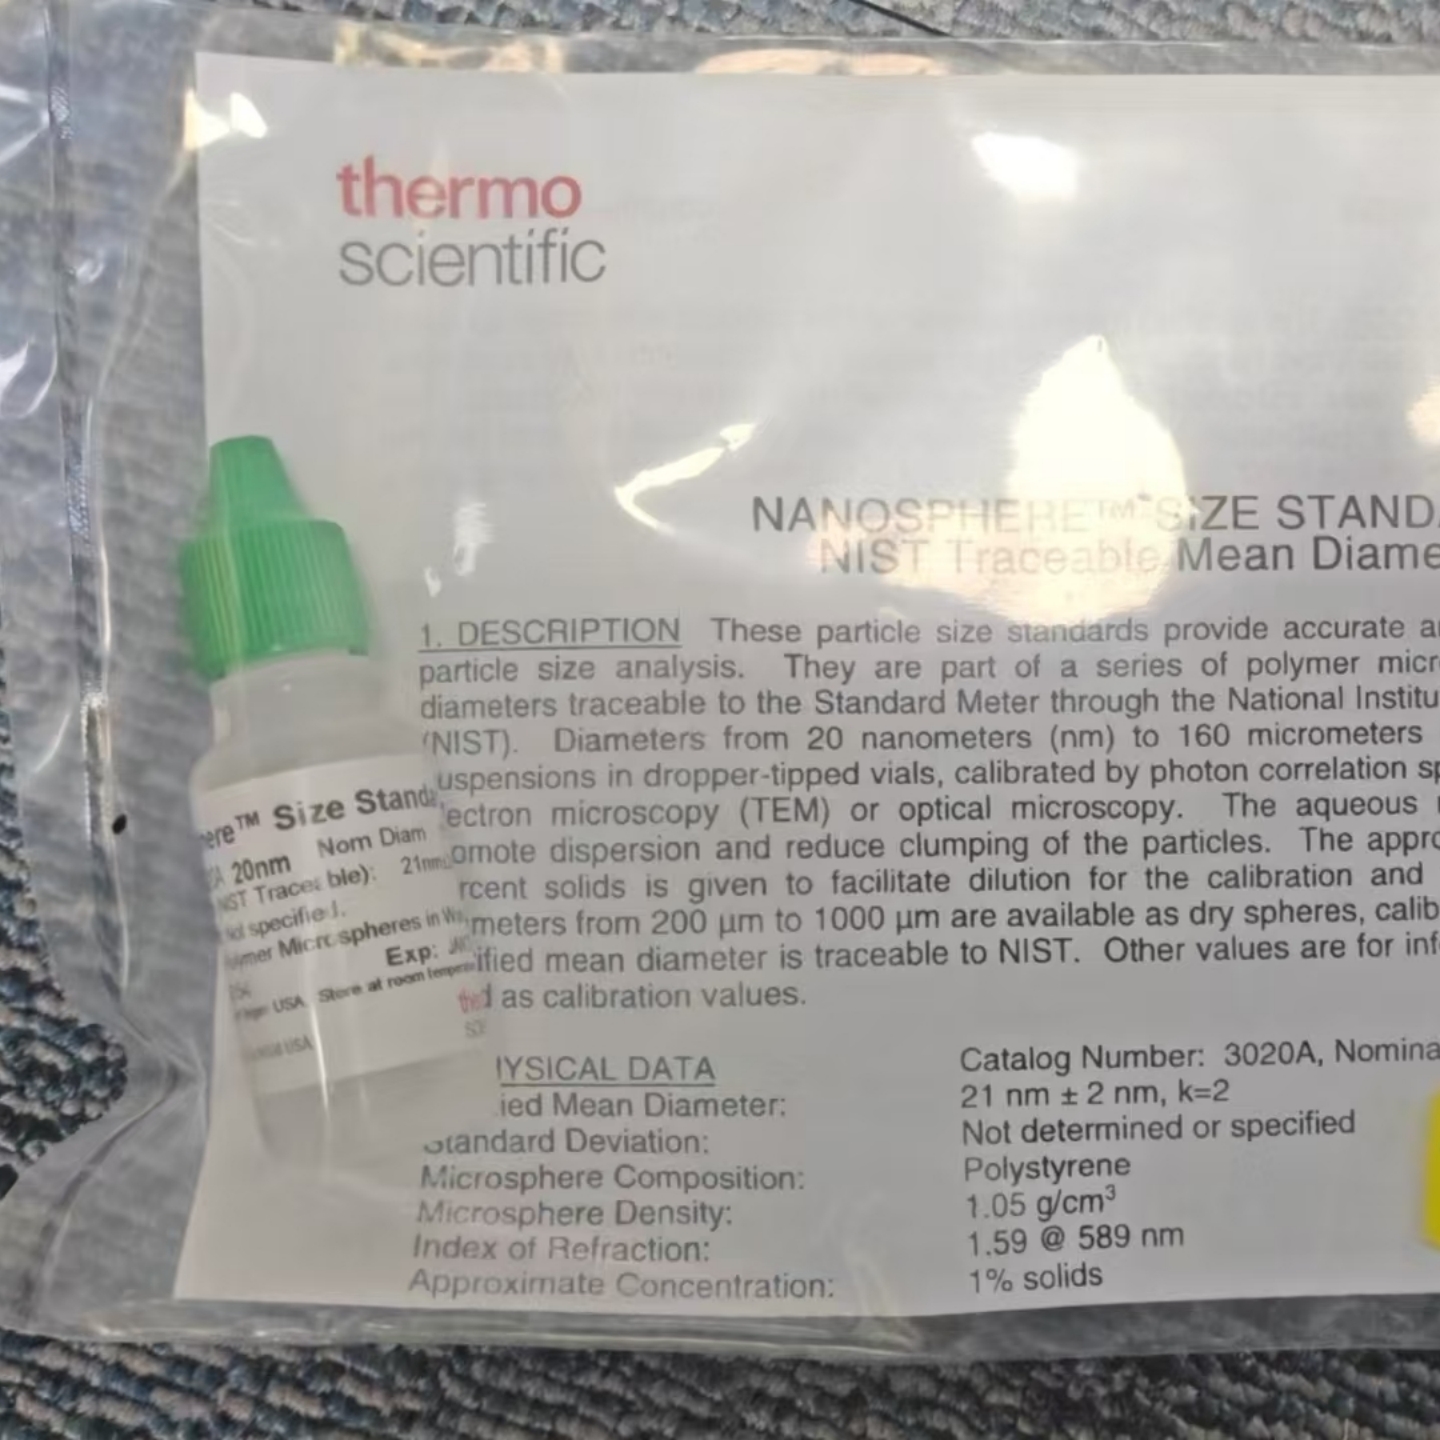 thermo
scientific
NANOSPHERE™ SIZE STANDA
NIST Traceable Mean Diame
1. DESCRIPTION These particle size standards provide accurate a
particle size analysis. They are part of a series of polymer micr
diameters traceable to the Standard Meter through the National Institu
(NIST). Diameters from 20 nanometers (nm) to 160 micrometers
uspensions in dropper-tipped vials, calibrated by photon correlation sp
ectron microscopy (TEM) or optical microscopy. The aqueous
omote dispersion and reduce clumping of the particles. The appro
rcent solids is given to facilitate dilution for the calibration and
meters from 200 µm to 1000 µm are available as dry spheres, calib
ified mean diameter is traceable to NIST. Other values are for inf
d as calibration values.
YSICAL DATA
Catalog Number: 3020A, Nomina
ied Mean Diameter: 21 nm ± 2 nm, k=2
Standard Deviation: Not determined or specified
Microsphere Composition: Polystyrene
Microsphere Density: 1.05 g/cm³
Index of Refraction: 1.59 @ 589 nm
Approximate Concentration: 1% solids
ere™ Size Standa
20nm Nom Diam
ST Traceable): 21nm
specified.
ymer Microspheres in Wa
Exp:
USA Store at room tempera
USA